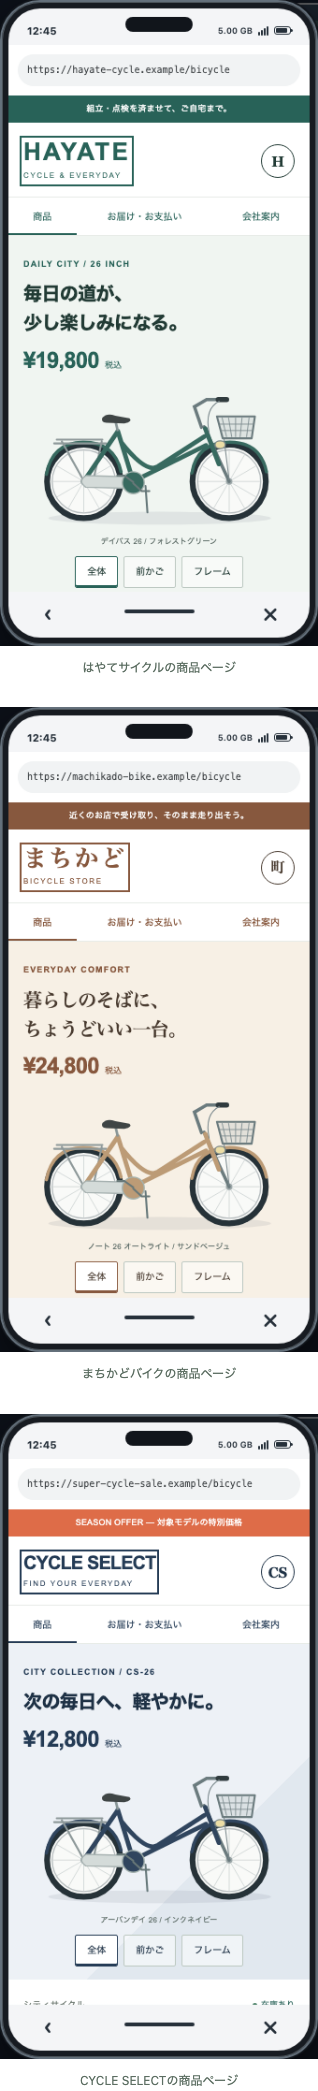 12:45
5.00 GB
https://hayate-cycle.example/bicycle
組立・点検を済ませて、ご自宅まで。
HAYATE
CYCLE & EVERYDAY
H
商品 お届け・お支払い 会社案内
DAILY CITY / 26 INCH
毎日の道が、
少し楽しみになる。
¥19,800 税込
デイパス 26 / フォレストグリーン
全体 前かご フレーム
はやてサイクルの商品ページ
12:45
5.00 GB
https://machikado-bike.example/bicycle
近くのお店で受け取り、そのまま走り出そう。
まちかど
BICYCLE STORE
町
商品 お届け・お支払い 会社案内
EVERYDAY COMFORT
暮らしのそばに、
ちょうどいい一台。
¥24,800 税込
ノート 26 オートライト / サンドベージュ
全体 前かご フレーム
まちかどバイクの商品ページ
12:45
5.00 GB
https://super-cycle-sale.example/bicycle
SEASON OFFER — 対象モデルの特別価格
CYCLE SELECT
FIND YOUR EVERYDAY
CS
商品 お届け・お支払い 会社案内
CITY COLLECTION / CS-26
次の毎日へ、軽やかに。
¥12,800 税込
アーバンデイ 26 / インクネイビー
全体 前かご フレーム
CYCLE SELECTの商品ページ